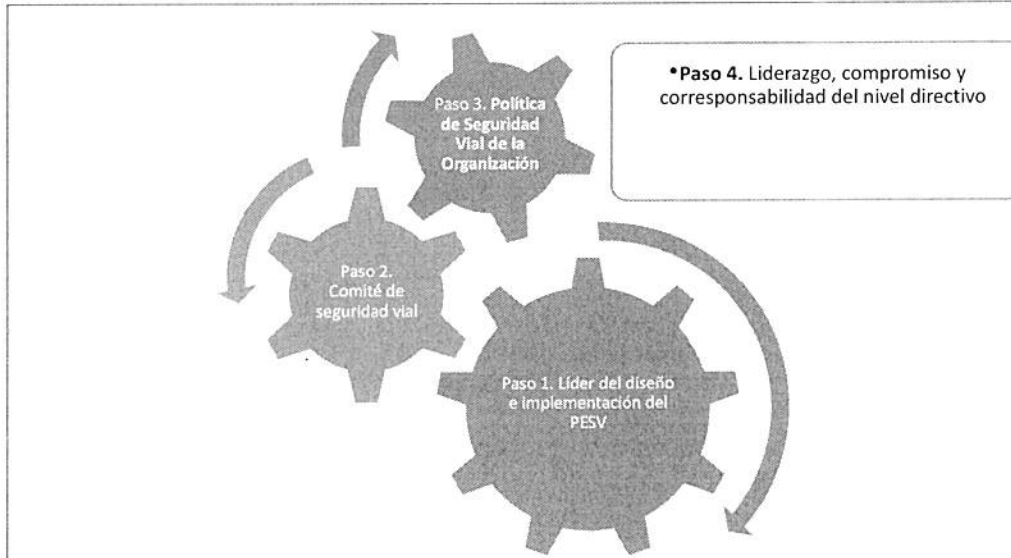 Paso 3. Política
de Seguridad
Vial de la
Organización
•Paso 4. Liderazgo, compromiso y
corresponsabilidad del nivel directivo
Paso 2.
Comité de
seguridad vial
Paso 1. Líder del diseño
e implementación del
PESV